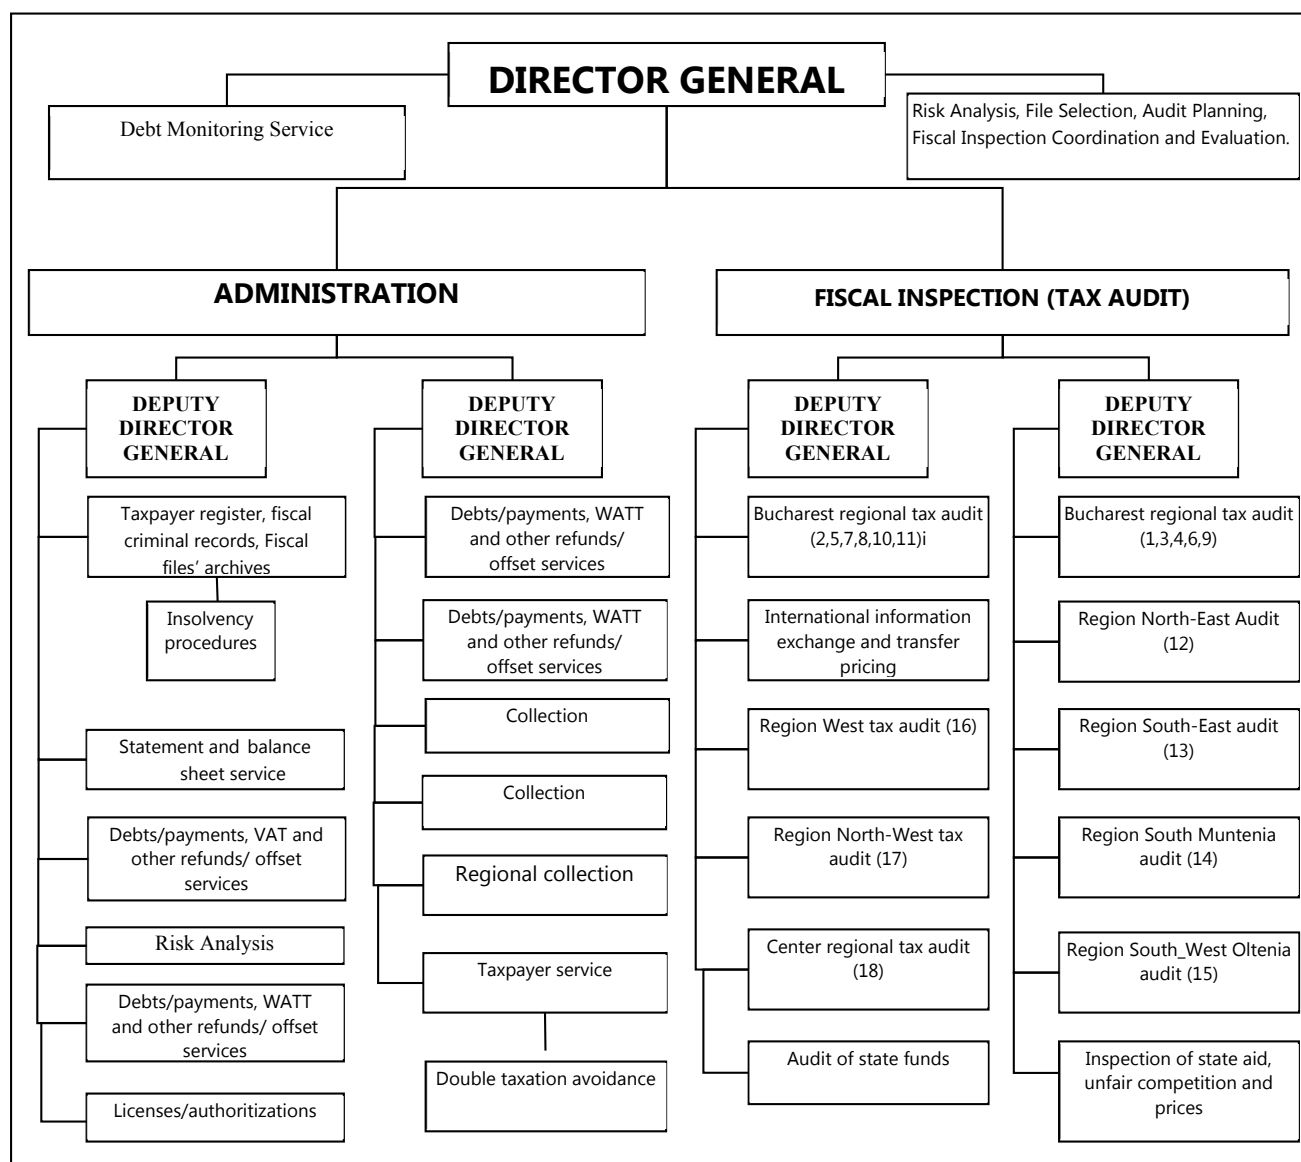 DIRECTOR GENERAL
Debt Monitoring Service
Risk Analysis, File Selection, Audit Planning,
Fiscal Inspection Coordination and Evaluation.
ADMINISTRATION
FISCAL INSPECTION (TAX AUDIT)
DEPUTY
DIRECTOR
GENERAL
Taxpayer register, fiscal
criminal records, Fiscal
files’ archives
Insolvency
procedures
Statement and balance
sheet service
Debts/payments, VAT and
other refunds/ offset
services
Risk Analysis
Debts/payments, WATT
and other refunds/ offset
services
Licenses/authoritizations
DEPUTY
DIRECTOR
GENERAL
Debts/payments, WATT
and other refunds/
offset services
Debts/payments, WATT
and other refunds/
offset services
Collection
Collection
Regional collection
Taxpayer service
Double taxation avoidance
DEPUTY
DIRECTOR
GENERAL
Bucharest regional tax audit
(2,5,7,8,10,11)i
International information
exchange and transfer
pricing
Region West tax audit (16)
Region North-West tax
audit (17)
Center regional tax audit
(18)
Audit of state funds
DEPUTY
DIRECTOR
GENERAL
Bucharest regional tax audit
(1,3,4,6,9)
Region North-East Audit
(12)
Region South-East audit
(13)
Region South Muntenia
audit (14)
Region South_West Oltenia
audit (15)
Inspection of state aid,
unfair competition and
prices